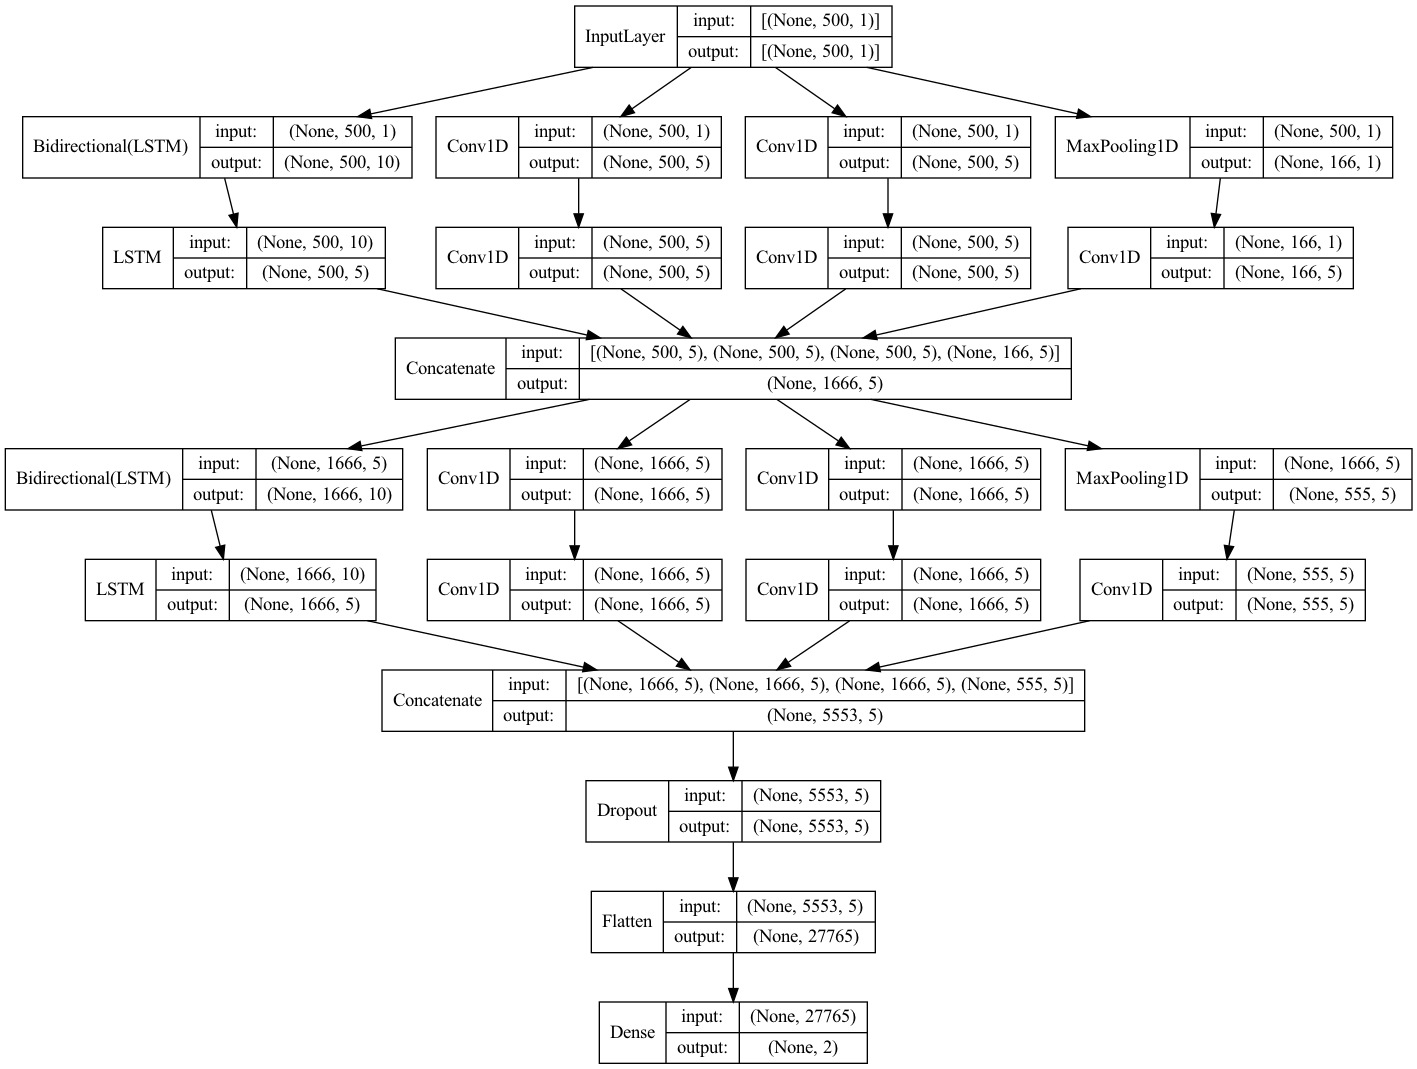 InputLayer input: [(None, 500, 1)]
output: [(None, 500, 1)]
Bidirectional(LSTM) input: (None, 500, 1)
output: (None, 500, 10)
Conv1D input: (None, 500, 1)
output: (None, 500, 5)
Conv1D input: (None, 500, 1)
output: (None, 500, 5)
MaxPooling1D input: (None, 500, 1)
output: (None, 166, 1)
LSTM input: (None, 500, 10)
output: (None, 500, 5)
Conv1D input: (None, 500, 5)
output: (None, 500, 5)
Conv1D input: (None, 500, 5)
output: (None, 500, 5)
Conv1D input: (None, 166, 1)
output: (None, 166, 5)
Concatenate input: [(None, 500, 5), (None, 500, 5), (None, 500, 5), (None, 166, 5)]
output: (None, 1666, 5)
Bidirectional(LSTM) input: (None, 1666, 5)
output: (None, 1666, 10)
Conv1D input: (None, 1666, 5)
output: (None, 1666, 5)
Conv1D input: (None, 1666, 5)
output: (None, 1666, 5)
MaxPooling1D input: (None, 1666, 5)
output: (None, 555, 5)
LSTM input: (None, 1666, 10)
output: (None, 1666, 5)
Conv1D input: (None, 1666, 5)
output: (None, 1666, 5)
Conv1D input: (None, 1666, 5)
output: (None, 1666, 5)
Conv1D input: (None, 555, 5)
output: (None, 555, 5)
Concatenate input: [(None, 1666, 5), (None, 1666, 5), (None, 1666, 5), (None, 555, 5)]
output: (None, 5553, 5)
Dropout input: (None, 5553, 5)
output: (None, 5553, 5)
Flatten input: (None, 5553, 5)
output: (None, 27765)
Dense input: (None, 27765)
output: (None, 2)